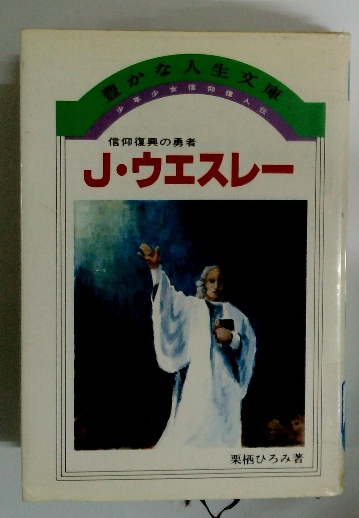 豊かな人生文庫
少年少女信仰偉人伝
信仰復興の勇者
J・ウエスレー
栗栖ひろみ著